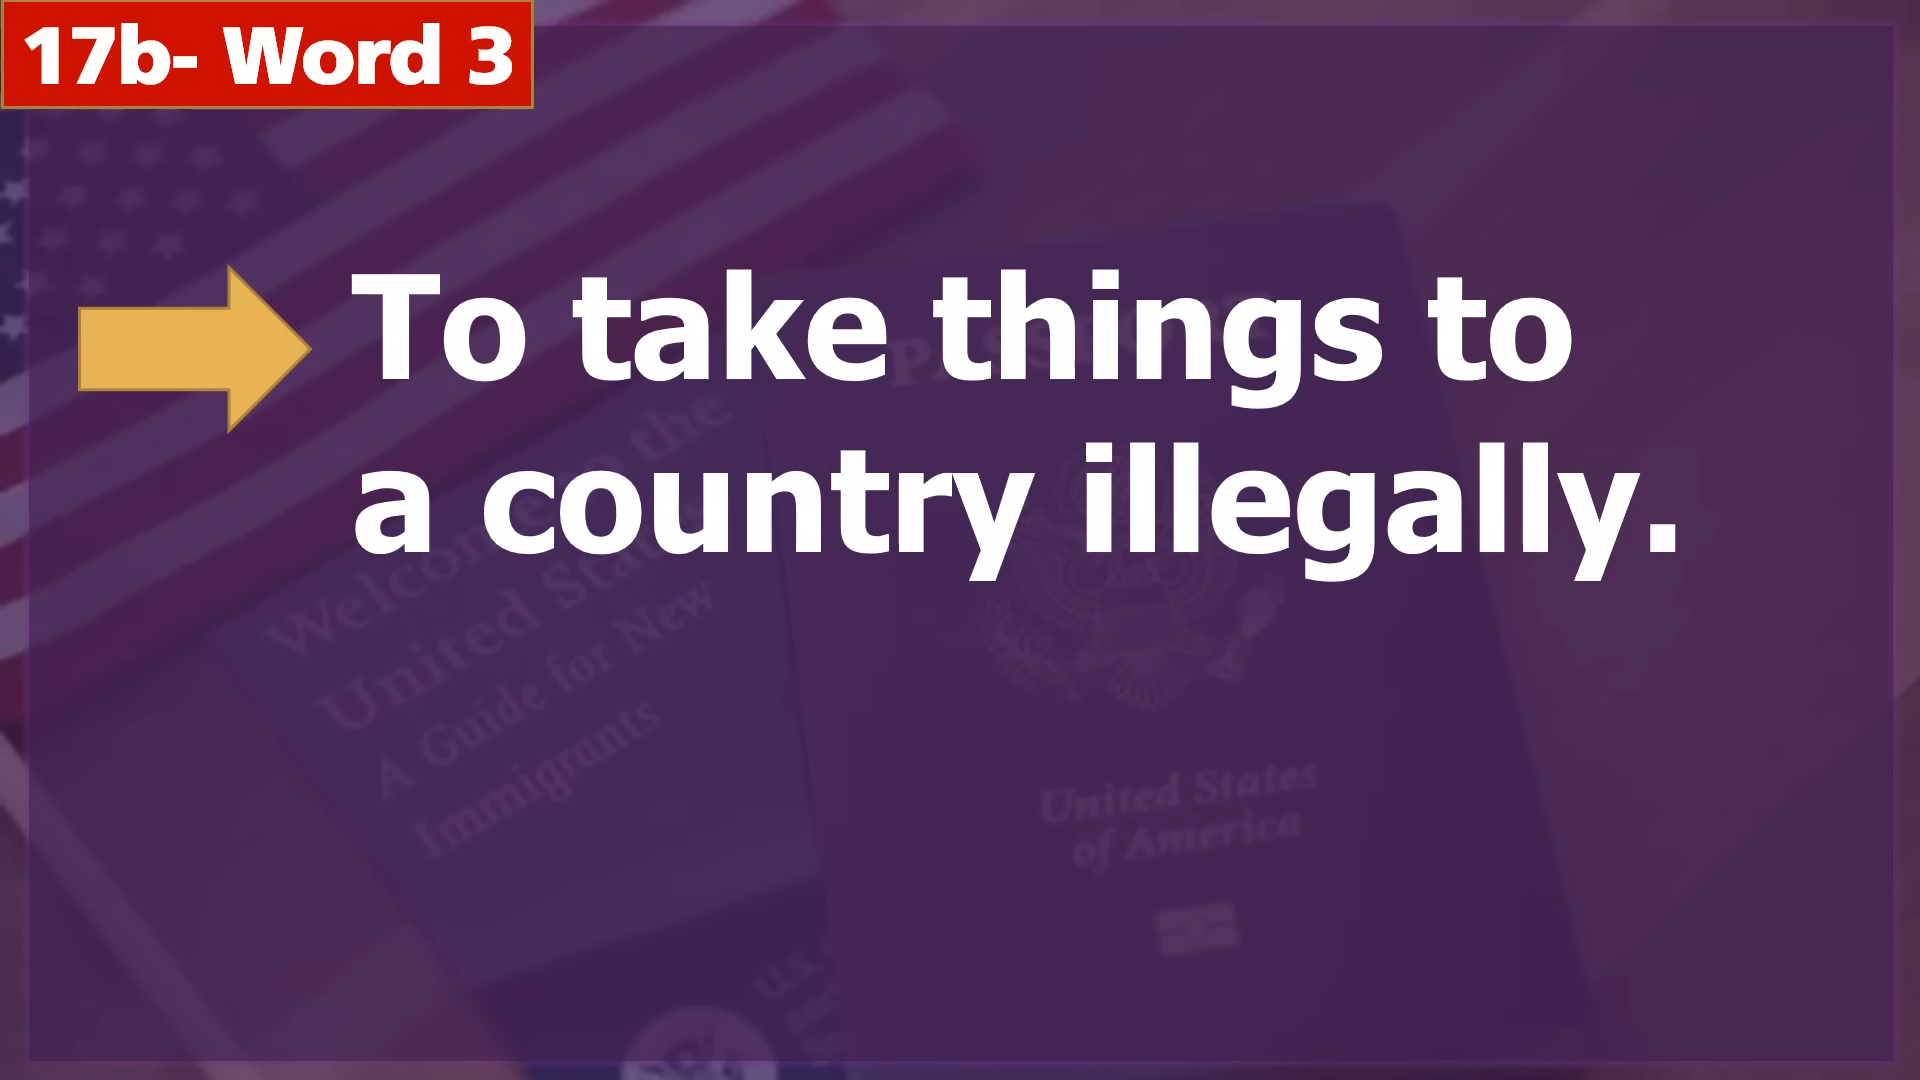 17b- Word 3
To take things to
a country illegally.
PASSPORT
Welcome to the
United States
A Guide for New
Immigrants
United States
of America
U.S.